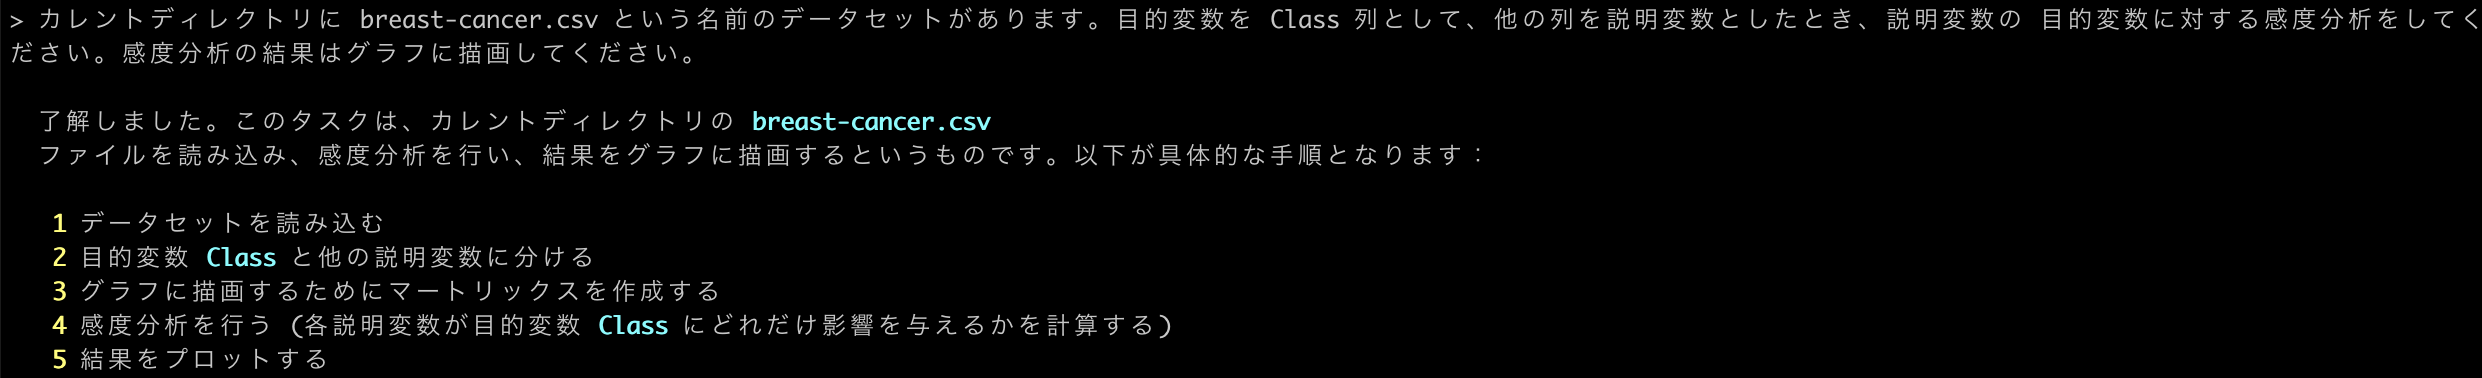 > カレントディレクトリに breast-cancer.csv という名前のデータセットがあります。目的変数を Class 列として、他の列を説明変数としたとき、説明変数の 目的変数に対する感度分析をしてく
ださい。感度分析の結果はグラフに描画してください。
了解しました。このタスクは、カレントディレクトリの breast-cancer.csv
ファイルを読み込み、感度分析を行い、結果をグラフに描画するというものです。以下が具体的な手順となります：
1 データセットを読み込む
2 目的変数 Class と他の説明変数に分ける
3 グラフに描画するためにマートリックスを作成する
4 感度分析を行う (各説明変数が目的変数 Class にどれだけ影響を与えるかを計算する)
5 結果をプロットする